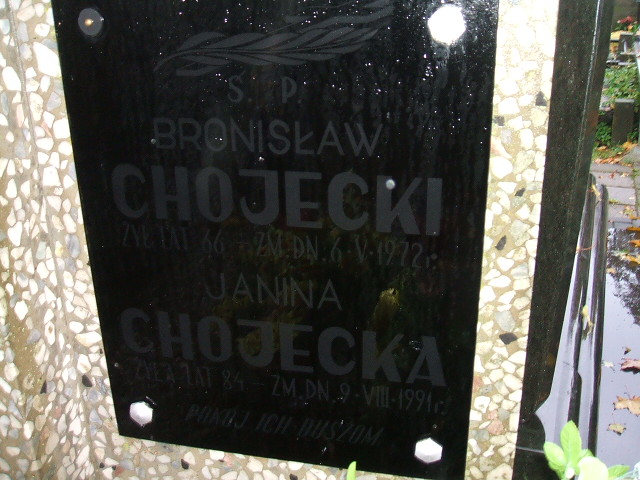 Ś. P.
BRONISŁAW
CHOJECKI
ŻYŁ LAT 66 – ZM. DN. 6·V·1972 r.
JANINA
CHOJECKA
ŻYŁA LAT 84 – ZM. DN. 9·VIII·1991 r.
POKÓJ ICH DUSZOM